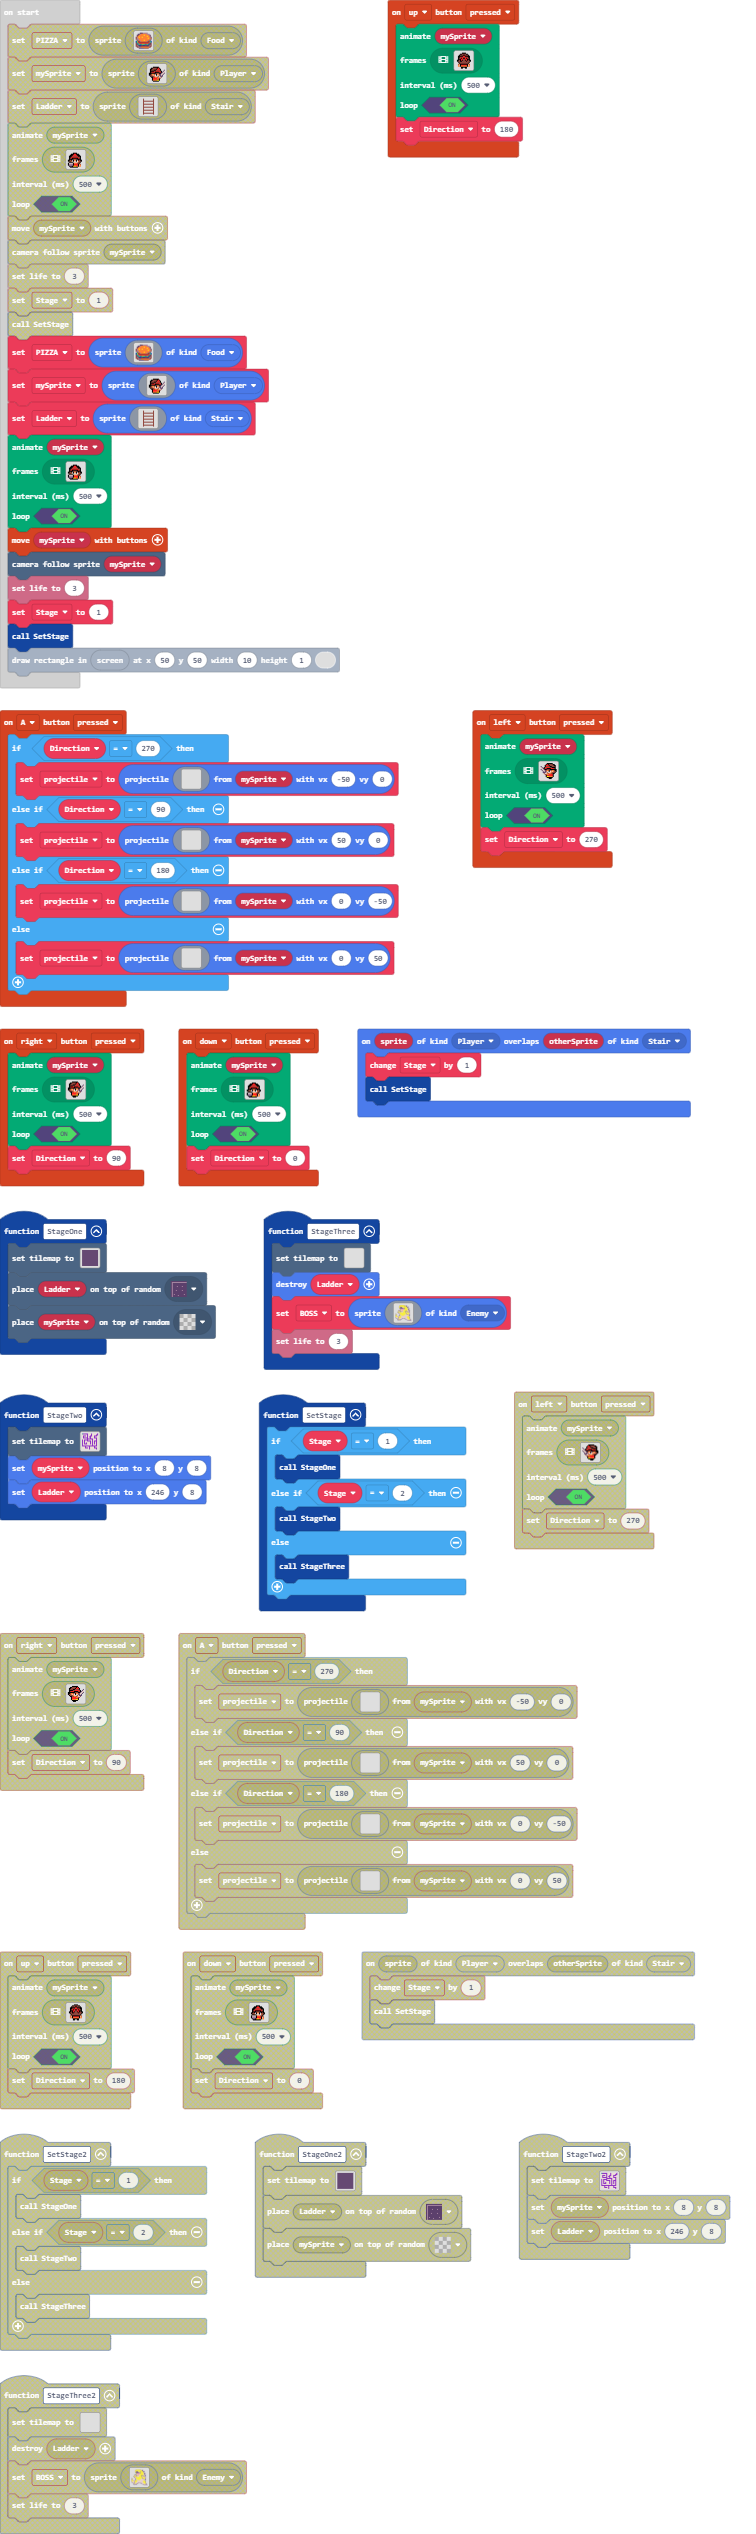 on start
set PIZZA to sprite of kind Food
set mySprite to sprite of kind Player
set Ladder to sprite of kind Stair
animate mySprite
frames
interval (ms) 500
loop ON
move mySprite with buttons
camera follow sprite mySprite
set life to 3
set Stage to 1
call SetStage
set PIZZA to sprite of kind Food
set mySprite to sprite of kind Player
set Ladder to sprite of kind Stair
animate mySprite
frames
interval (ms) 500
loop ON
move mySprite with buttons
camera follow sprite mySprite
set life to 3
set Stage to 1
call SetStage
draw rectangle in screen at x 50 y 50 width 10 height 1
on up button pressed
animate mySprite
frames
interval (ms) 500
loop ON
set Direction to 180
on A button pressed
if Direction = 270 then
set projectile to projectile from mySprite with vx -50 vy 0
else if Direction = 90 then
set projectile to projectile from mySprite with vx 50 vy 0
else if Direction = 180 then
set projectile to projectile from mySprite with vx 0 vy -50
else
set projectile to projectile from mySprite with vx 0 vy 50
on left button pressed
animate mySprite
frames
interval (ms) 500
loop ON
set Direction to 270
on right button pressed
animate mySprite
frames
interval (ms) 500
loop ON
set Direction to 90
on down button pressed
animate mySprite
frames
interval (ms) 500
loop ON
set Direction to 0
on sprite of kind Player overlaps otherSprite of kind Stair
change Stage by 1
call SetStage
function StageOne
set tilemap to
place Ladder on top of random
place mySprite on top of random
function StageThree
set tilemap to
destroy Ladder
set BOSS to sprite of kind Enemy
set life to 3
function StageTwo
set tilemap to
set mySprite position to x 8 y 8
set Ladder position to x 246 y 8
function SetStage
if Stage = 1 then
call StageOne
else if Stage = 2 then
call StageTwo
else
call StageThree
on left button pressed
animate mySprite
frames
interval (ms) 500
loop ON
set Direction to 270
on right button pressed
animate mySprite
frames
interval (ms) 500
loop ON
set Direction to 90
on A button pressed
if Direction = 270 then
set projectile to projectile from mySprite with vx -50 vy 0
else if Direction = 90 then
set projectile to projectile from mySprite with vx 50 vy 0
else if Direction = 180 then
set projectile to projectile from mySprite with vx 0 vy -50
else
set projectile to projectile from mySprite with vx 0 vy 50
on up button pressed
animate mySprite
frames
interval (ms) 500
loop ON
set Direction to 180
on down button pressed
animate mySprite
frames
interval (ms) 500
loop ON
set Direction to 0
on sprite of kind Player overlaps otherSprite of kind Stair
change Stage by 1
call SetStage
function SetStage2
if Stage = 1 then
call StageOne
else if Stage = 2 then
call StageTwo
else
call StageThree
function StageOne2
set tilemap to
place Ladder on top of random
place mySprite on top of random
function StageTwo2
set tilemap to
set mySprite position to x 8 y 8
set Ladder position to x 246 y 8
function StageThree2
set tilemap to
destroy Ladder
set BOSS to sprite of kind Enemy
set life to 3